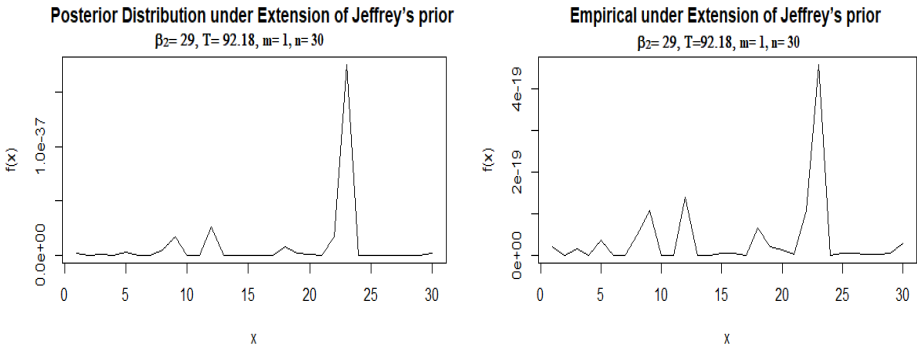 Posterior Distribution under Extension of Jeffrey's prior
β2= 29, T= 92.18, m= 1, n= 30
f(x)
1.0e-37
0.0e+00
0 5 10 15 20 25 30
x
Empirical under Extension of Jeffrey's prior
β2= 29, T=92.18, m= 1, n= 30
f(x)
4e-19
2e-19
0e+00
0 5 10 15 20 25 30
x